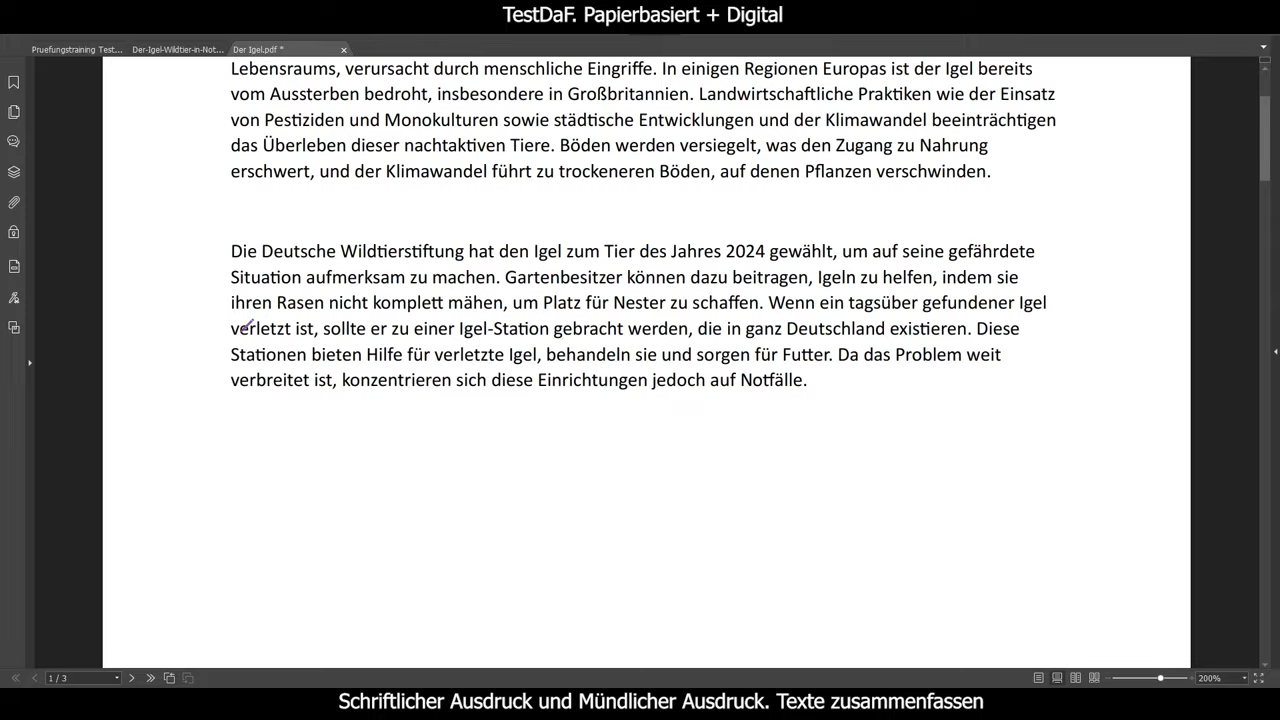 TestDaF. Papierbasiert + Digital
Pruefungstraining Test... Der-Igel-Wildtier-in-Not... Der Igel.pdf *
Lebensraums, verursacht durch menschliche Eingriffe. In einigen Regionen Europas ist der Igel bereits
vom Aussterben bedroht, insbesondere in Großbritannien. Landwirtschaftliche Praktiken wie der Einsatz
von Pestiziden und Monokulturen sowie städtische Entwicklungen und der Klimawandel beeinträchtigen
das Überleben dieser nachtaktiven Tiere. Böden werden versiegelt, was den Zugang zu Nahrung
erschwert, und der Klimawandel führt zu trockeneren Böden, auf denen Pflanzen verschwinden.
Die Deutsche Wildtierstiftung hat den Igel zum Tier des Jahres 2024 gewählt, um auf seine gefährdete
Situation aufmerksam zu machen. Gartenbesitzer können dazu beitragen, Igeln zu helfen, indem sie
ihren Rasen nicht komplett mähen, um Platz für Nester zu schaffen. Wenn ein tagsüber gefundener Igel
verletzt ist, sollte er zu einer Igel-Station gebracht werden, die in ganz Deutschland existieren. Diese
Stationen bieten Hilfe für verletzte Igel, behandeln sie und sorgen für Futter. Da das Problem weit
verbreitet ist, konzentrieren sich diese Einrichtungen jedoch auf Notfälle.
1 / 3
200%
Schriftlicher Ausdruck und Mündlicher Ausdruck. Texte zusammenfassen